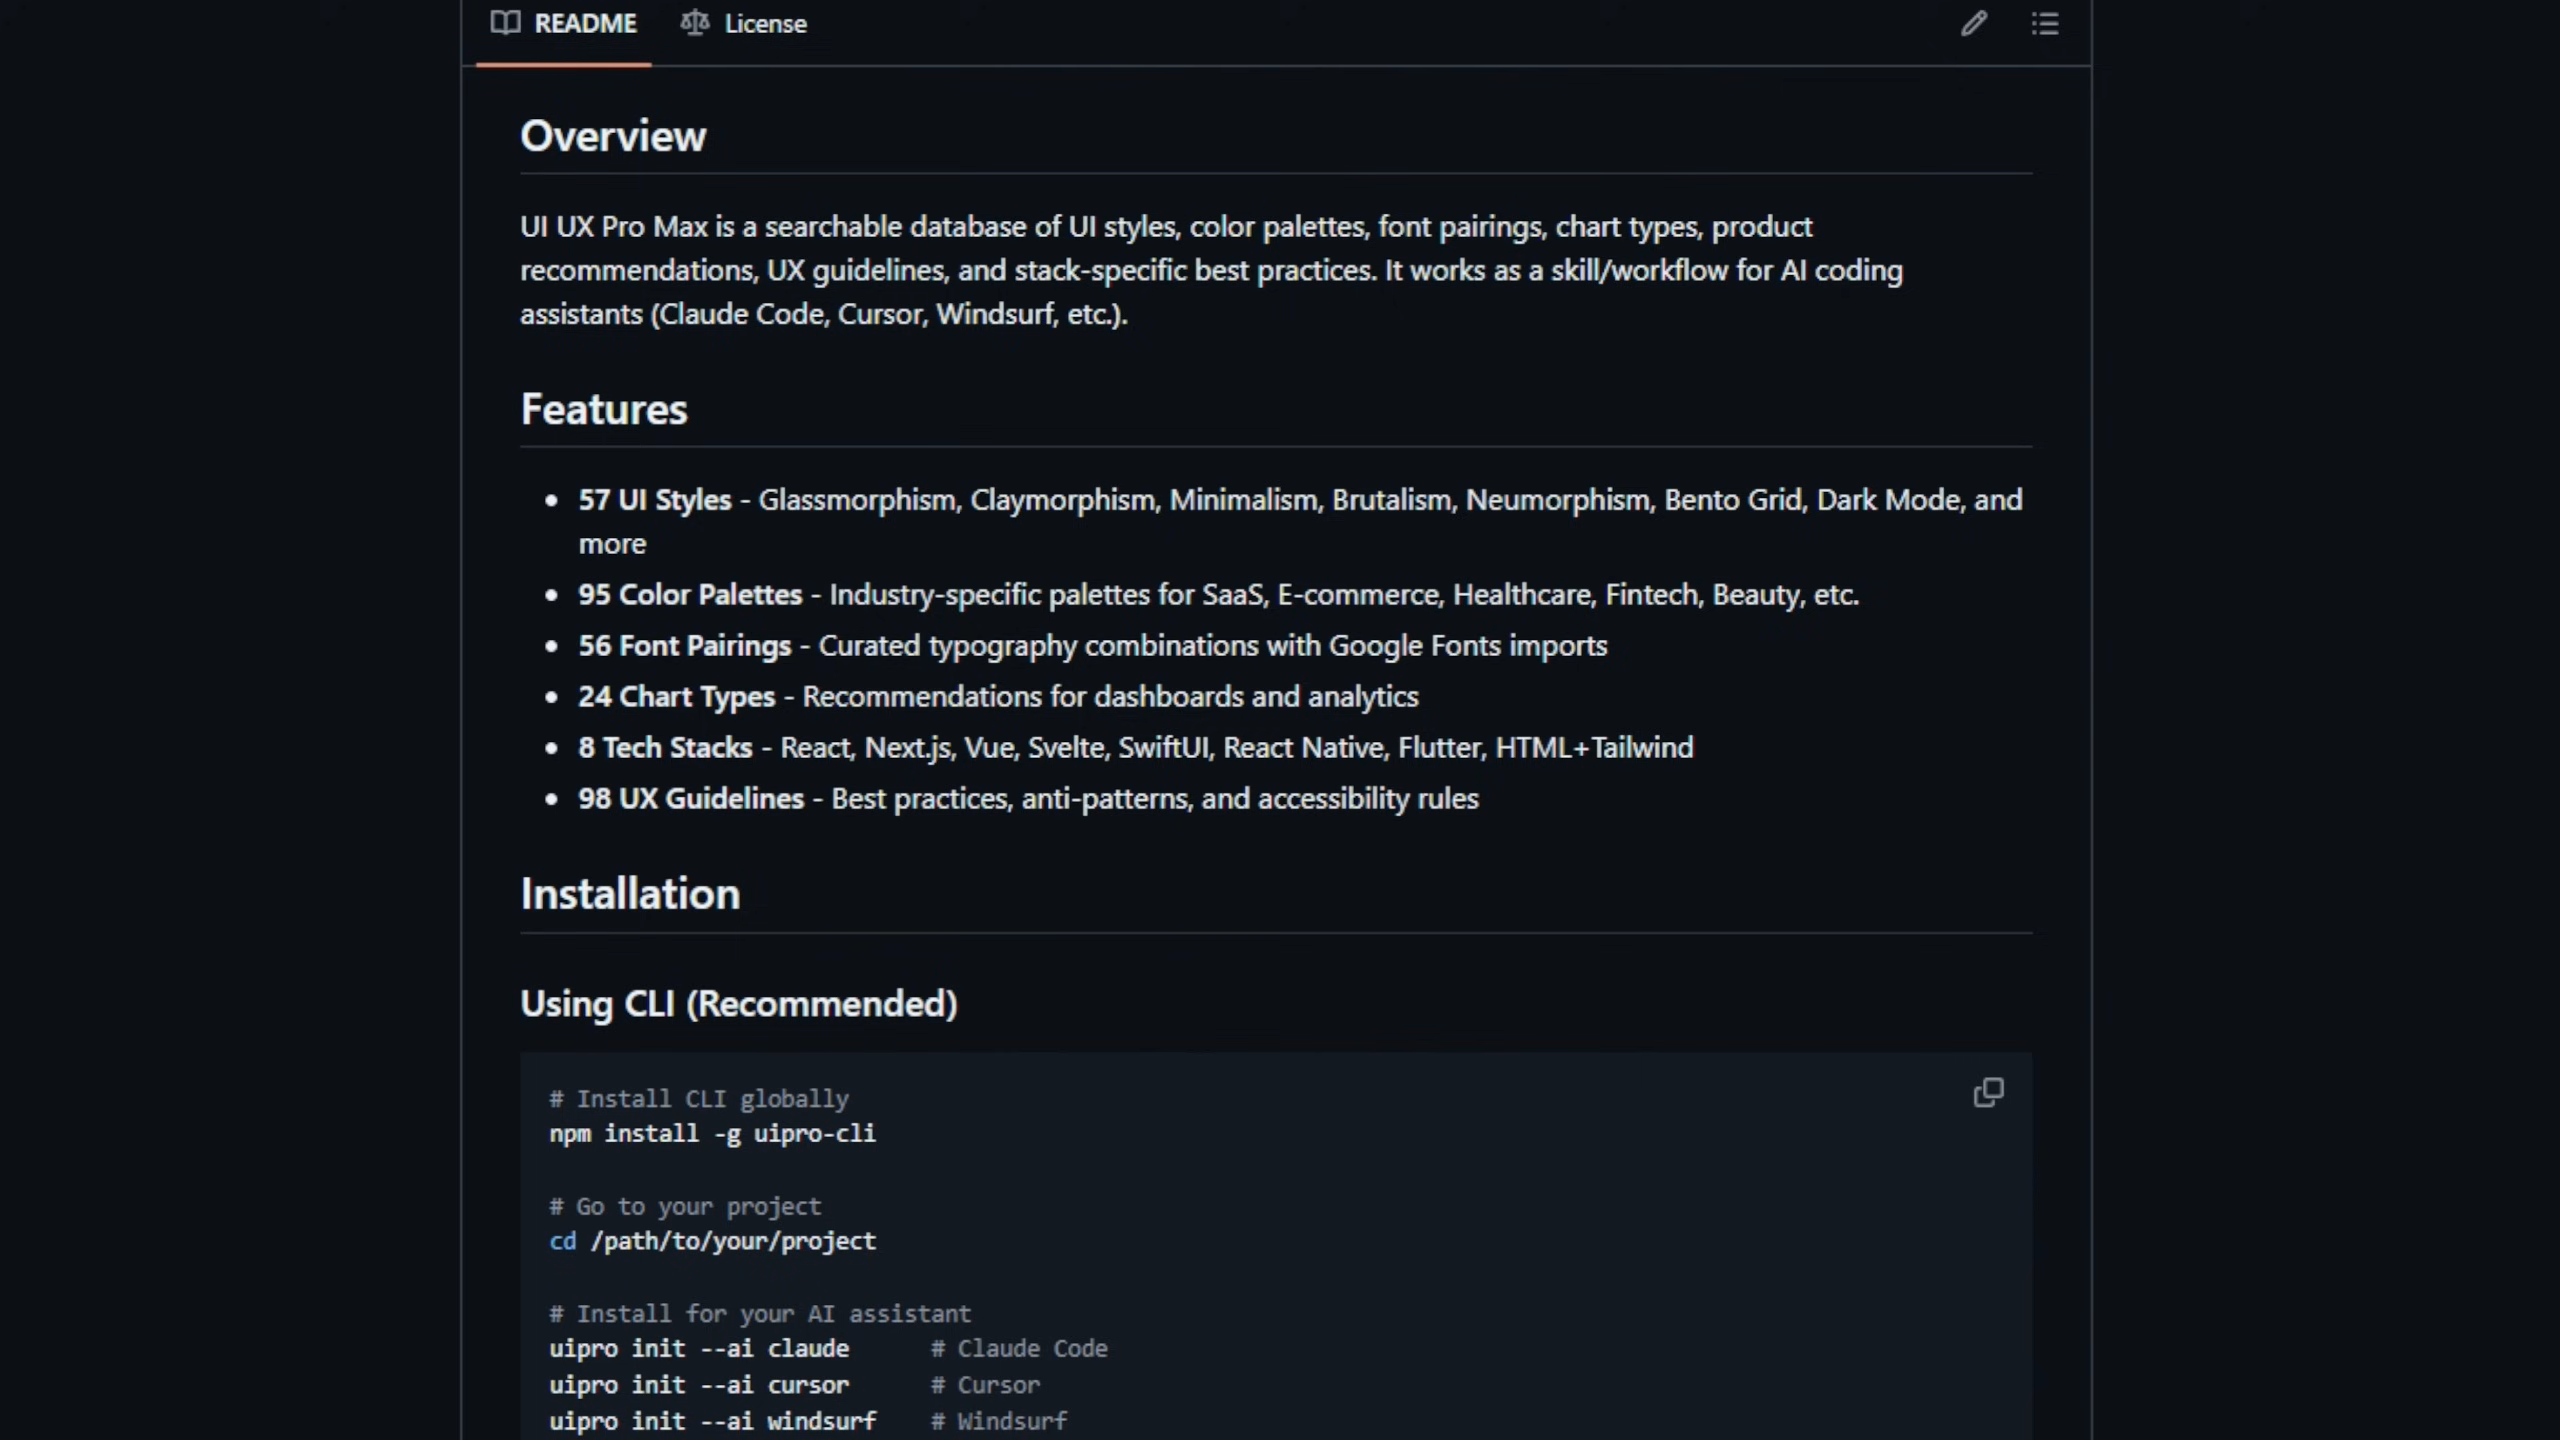 README License
Overview
UI UX Pro Max is a searchable database of UI styles, color palettes, font pairings, chart types, product
recommendations, UX guidelines, and stack-specific best practices. It works as a skill/workflow for AI coding
assistants (Claude Code, Cursor, Windsurf, etc.).
Features
• 57 UI Styles - Glassmorphism, Claymorphism, Minimalism, Brutalism, Neumorphism, Bento Grid, Dark Mode, and
more
• 95 Color Palettes - Industry-specific palettes for SaaS, E-commerce, Healthcare, Fintech, Beauty, etc.
• 56 Font Pairings - Curated typography combinations with Google Fonts imports
• 24 Chart Types - Recommendations for dashboards and analytics
• 8 Tech Stacks - React, Next.js, Vue, Svelte, SwiftUI, React Native, Flutter, HTML+Tailwind
• 98 UX Guidelines - Best practices, anti-patterns, and accessibility rules
Installation
Using CLI (Recommended)
# Install CLI globally
npm install -g uipro-cli
# Go to your project
cd /path/to/your/project
# Install for your AI assistant
uipro init --ai claude # Claude Code
uipro init --ai cursor # Cursor
uipro init --ai windsurf # Windsurf